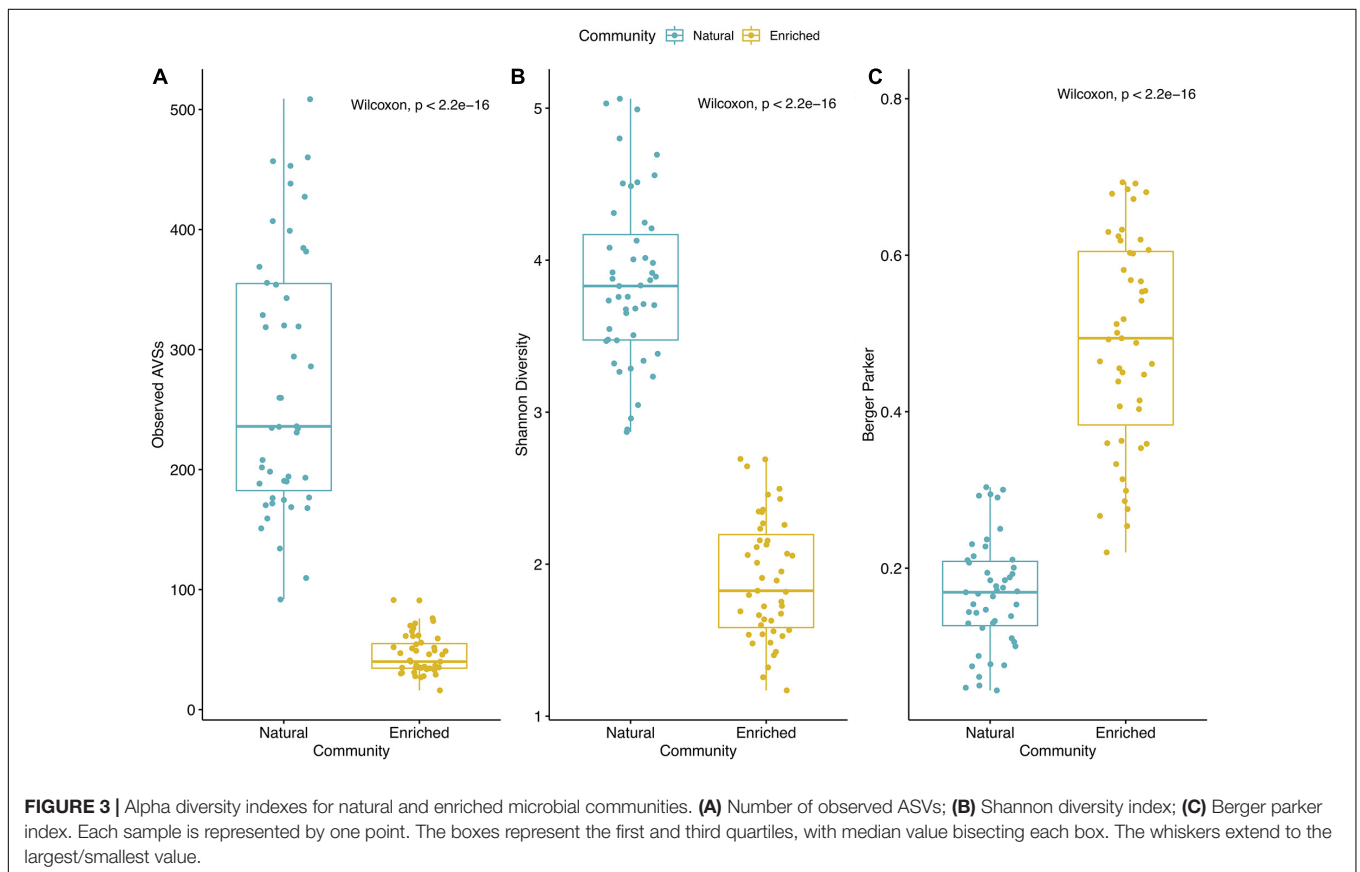 Community Natural Enriched
A
Wilcoxon, p < 2.2e−16
500
400
300
200
100
0
Observed AVSs
Natural Enriched
Community
B
Wilcoxon, p < 2.2e−16
5
4
3
2
1
Shannon Diversity
Natural Enriched
Community
C
Wilcoxon, p < 2.2e−16
0.8
0.6
0.4
0.2
Berger Parker
Natural Enriched
Community
FIGURE 3 | Alpha diversity indexes for natural and enriched microbial communities. (A) Number of observed ASVs; (B) Shannon diversity index; (C) Berger parker
index. Each sample is represented by one point. The boxes represent the first and third quartiles, with median value bisecting each box. The whiskers extend to the
largest/smallest value.